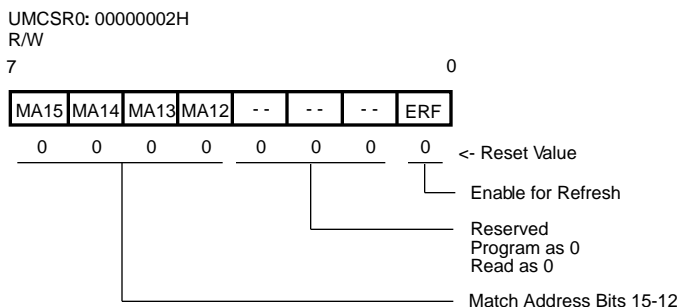 UMCSR0: 00000002H
R/W
7 0
MA15 MA14 MA13 MA12 - - - - - - ERF
0 0 0 0 0 0 0 0 <- Reset Value
Enable for Refresh
Reserved
Program as 0
Read as 0
Match Address Bits 15-12